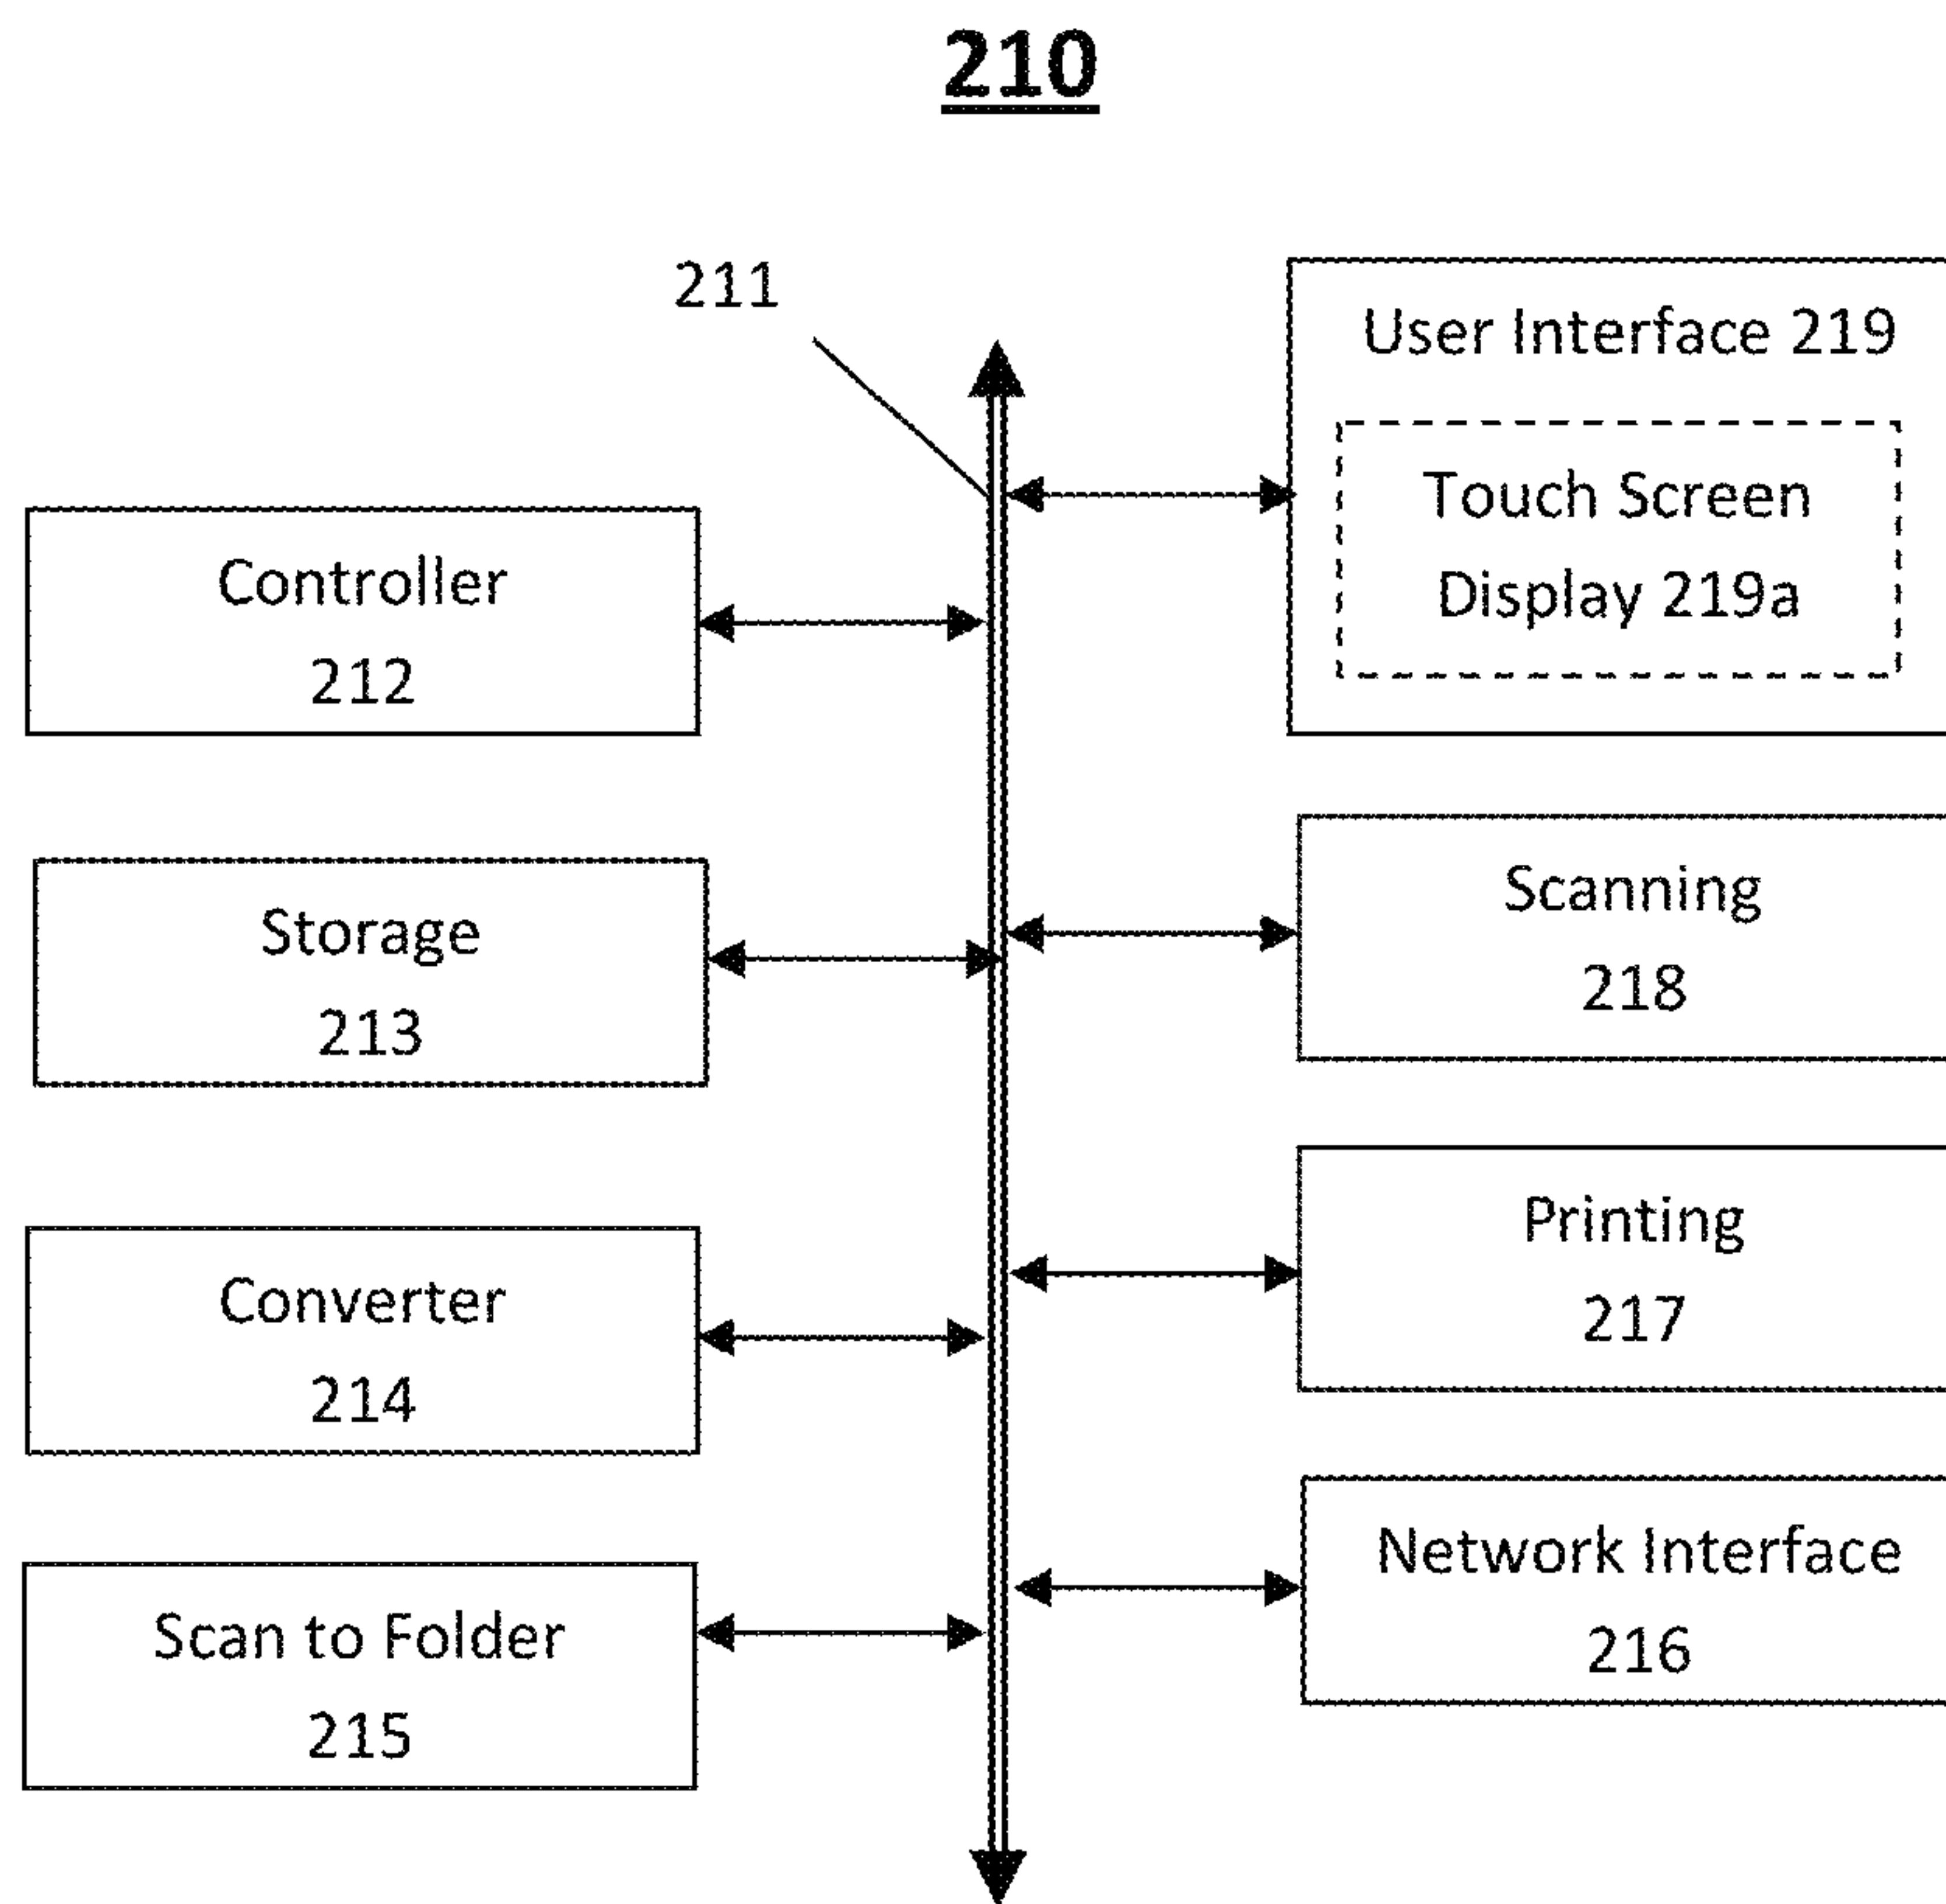 210
211
User Interface 219
Touch Screen
Display 219a
Controller
212
Storage
213
Scanning
218
Converter
214
Printing
217
Scan to Folder
215
Network Interface
216